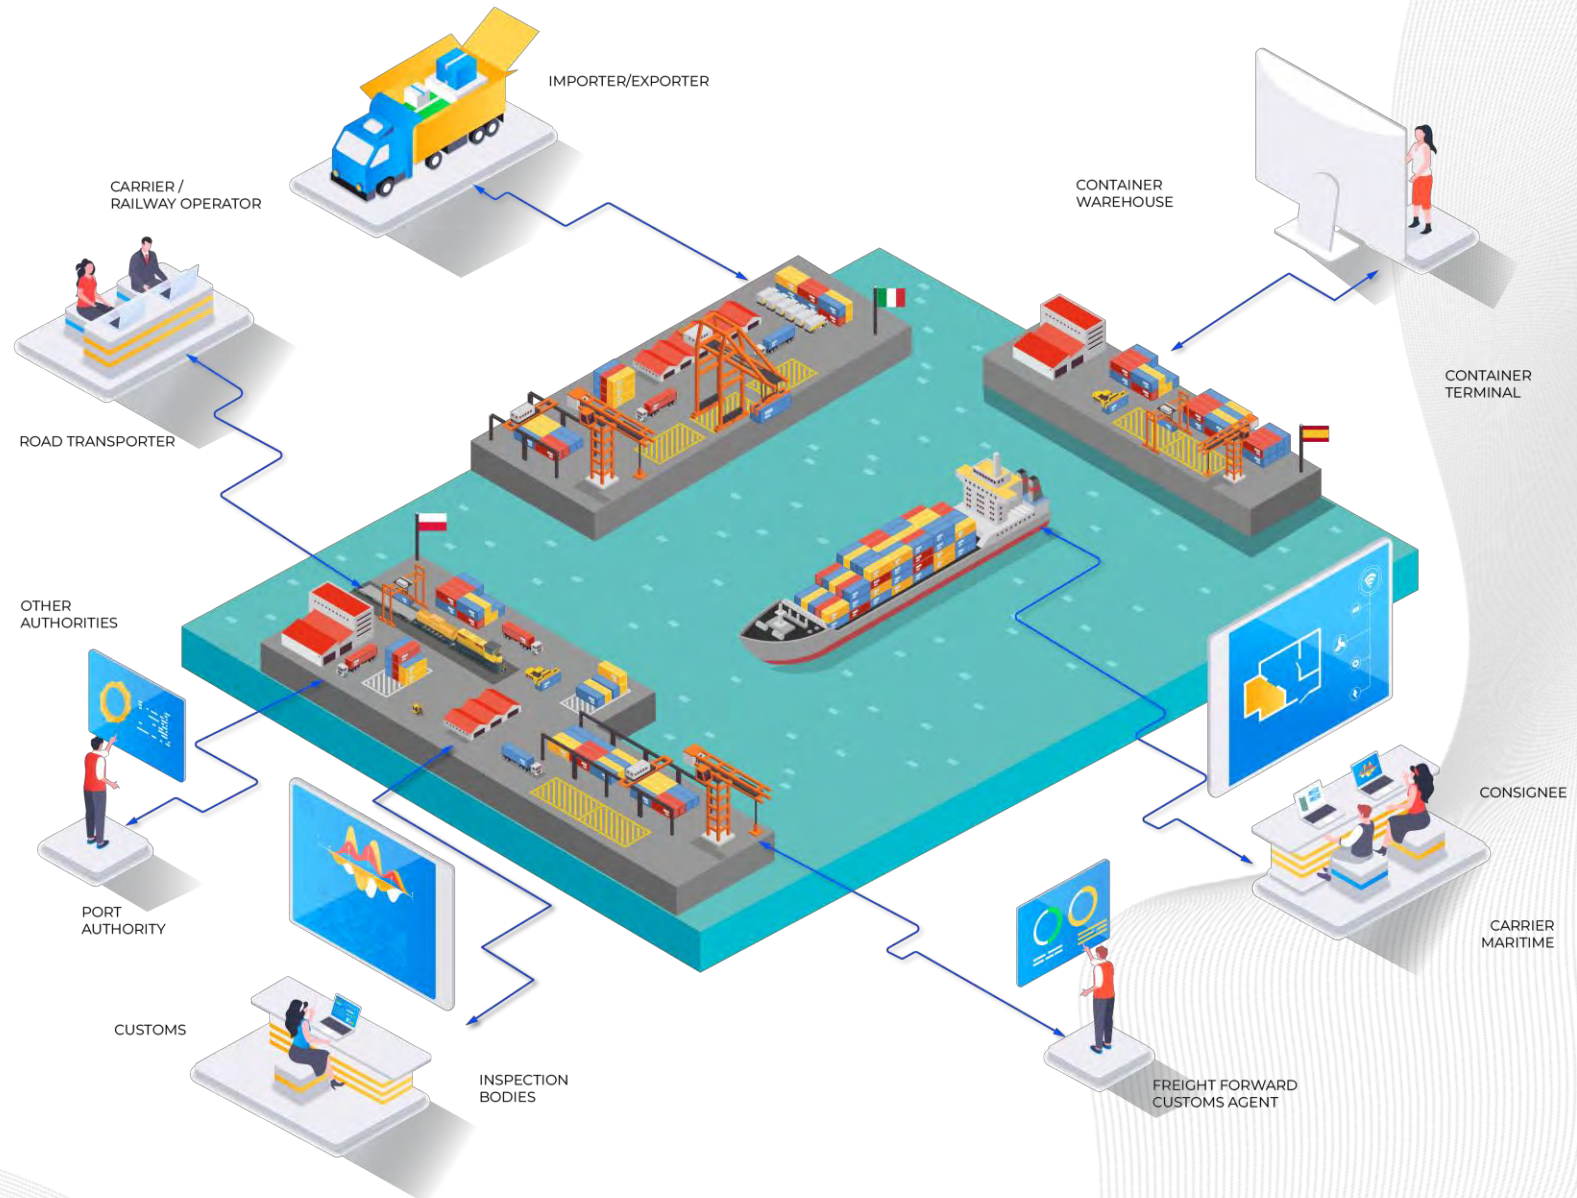 IMPORTER/EXPORTER
CARRIER /
RAILWAY OPERATOR
CONTAINER
WAREHOUSE
CONTAINER
TERMINAL
ROAD TRANSPORTER
OTHER
AUTHORITIES
CONSIGNEE
PORT
AUTHORITY
CARRIER
MARITIME
CUSTOMS
INSPECTION
BODIES
FREIGHT FORWARD
CUSTOMS AGENT